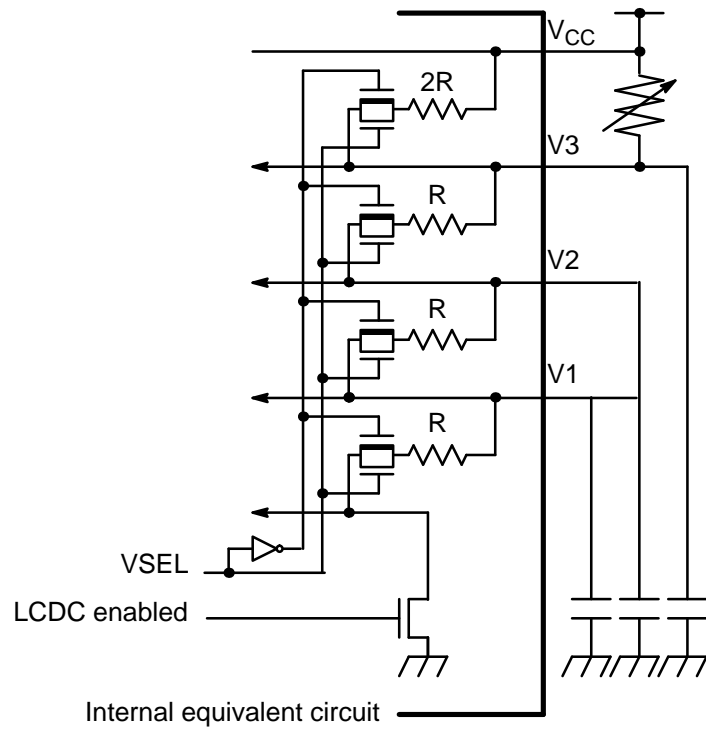 VCC
2R
V3
R
V2
R
V1
R
VSEL
LCDC enabled
Internal equivalent circuit